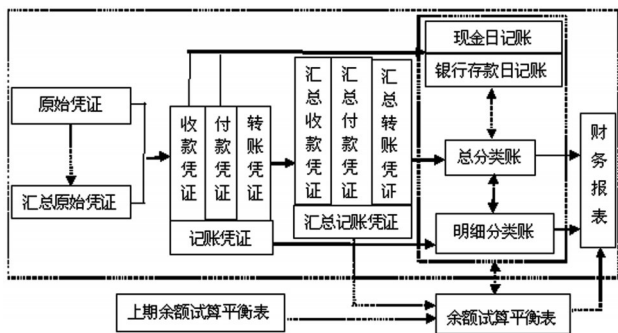 现金日记账
银行存款日记账
原始凭证
汇总原始凭证
收款凭证
付款凭证
转账凭证
记账凭证
汇总收款凭证
汇总付款凭证
汇总转账凭证
汇总记账凭证
总分类账
明细分类账
财务报表
上期余额试算平衡表
余额试算平衡表